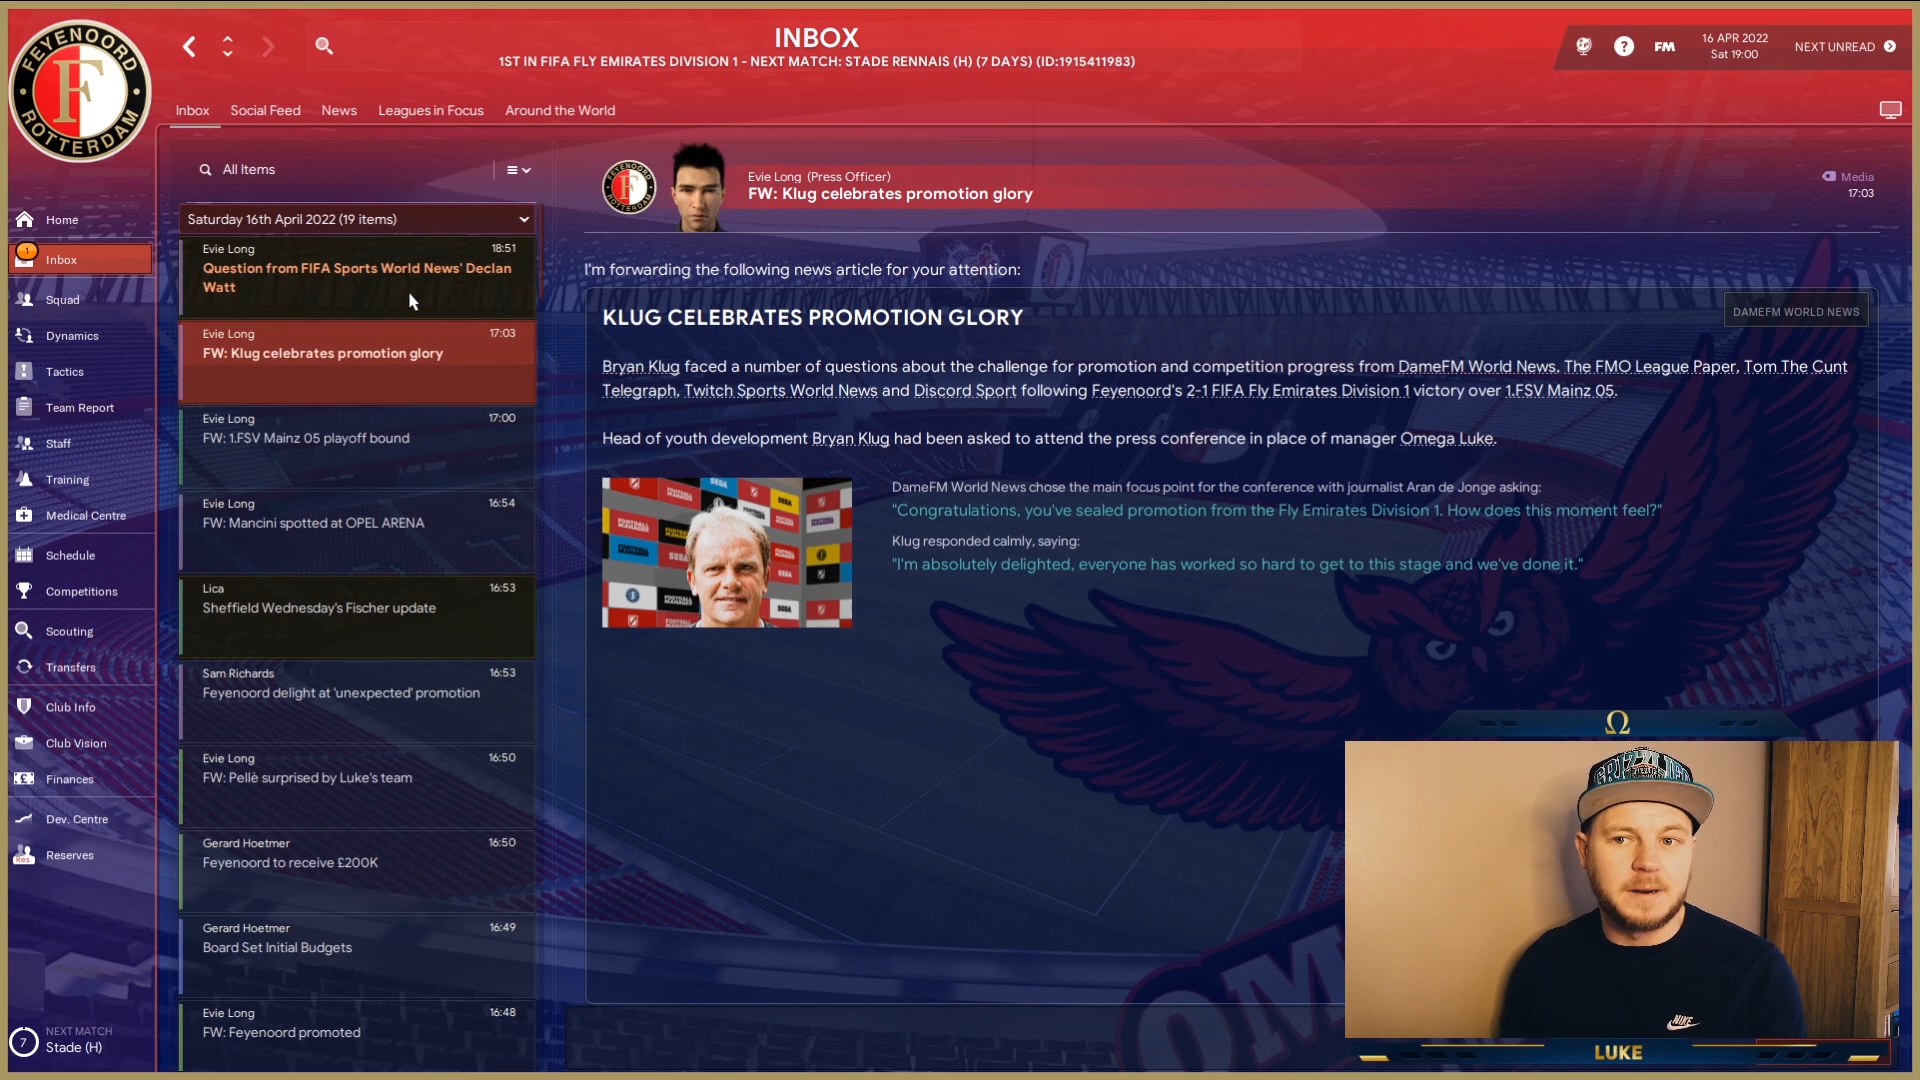 FEYENOORD
ROTTERDAM
F
INBOX
1ST IN FIFA FLY EMIRATES DIVISION 1 - NEXT MATCH: STADE RENNAIS (H) (7 DAYS) (ID:1915411983)
?
FM
16 APR 2022
Sat 19:00
NEXT UNREAD
Inbox
Social Feed
News
Leagues in Focus
Around the World
Home
1
Inbox
Squad
Dynamics
Tactics
Team Report
Staff
Training
Medical Centre
Schedule
Competitions
Scouting
Transfers
Club Info
Club Vision
Finances
Dev. Centre
Res
Reserves
7
NEXT MATCH
Stade (H)
All Items
Saturday 16th April 2022 (19 items)
Evie Long 18:51
Question from FIFA Sports World News' Declan
Watt
Evie Long 17:03
FW: Klug celebrates promotion glory
Evie Long 17:00
FW: 1.FSV Mainz 05 playoff bound
Evie Long 16:54
FW: Mancini spotted at OPEL ARENA
Lica 16:53
Sheffield Wednesday's Fischer update
Sam Richards 16:53
Feyenoord delight at 'unexpected' promotion
Evie Long 16:50
FW: Pellè surprised by Luke's team
Gerard Hoetmer 16:50
Feyenoord to receive £200K
Gerard Hoetmer 16:49
Board Set Initial Budgets
Evie Long 16:48
FW: Feyenoord promoted
Evie Long (Press Officer)
FW: Klug celebrates promotion glory
Media
17:03
I'm forwarding the following news article for your attention:
KLUG CELEBRATES PROMOTION GLORY
DAMEFM WORLD NEWS
Bryan Klug faced a number of questions about the challenge for promotion and competition progress from DameFM World News, The FMO League Paper, Tom The Cunt
Telegraph, Twitch Sports World News and Discord Sport following Feyenoord's 2-1 FIFA Fly Emirates Division 1 victory over 1.FSV Mainz 05.
Head of youth development Bryan Klug had been asked to attend the press conference in place of manager Omega Luke.
DameFM World News chose the main focus point for the conference with journalist Aran de Jonge asking:
"Congratulations, you've sealed promotion from the Fly Emirates Division 1. How does this moment feel?"
Klug responded calmly, saying:
"I'm absolutely delighted, everyone has worked so hard to get to this stage and we've done it."
Ω
GRIZZLIES
NIKE
LUKE
OM